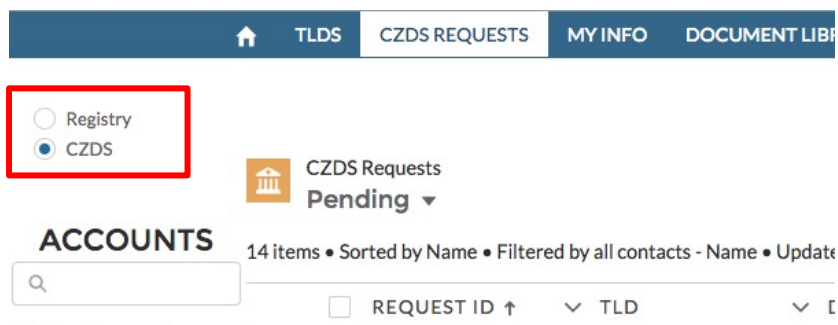 TLDS CZDS REQUESTS MY INFO DOCUMENT
Registry
CZDS
CZDS Requests
Pending
ACCOUNTS
14 items • Sorted by Name • Filtered by all contacts - Name •
REQUEST ID ↑ TLD